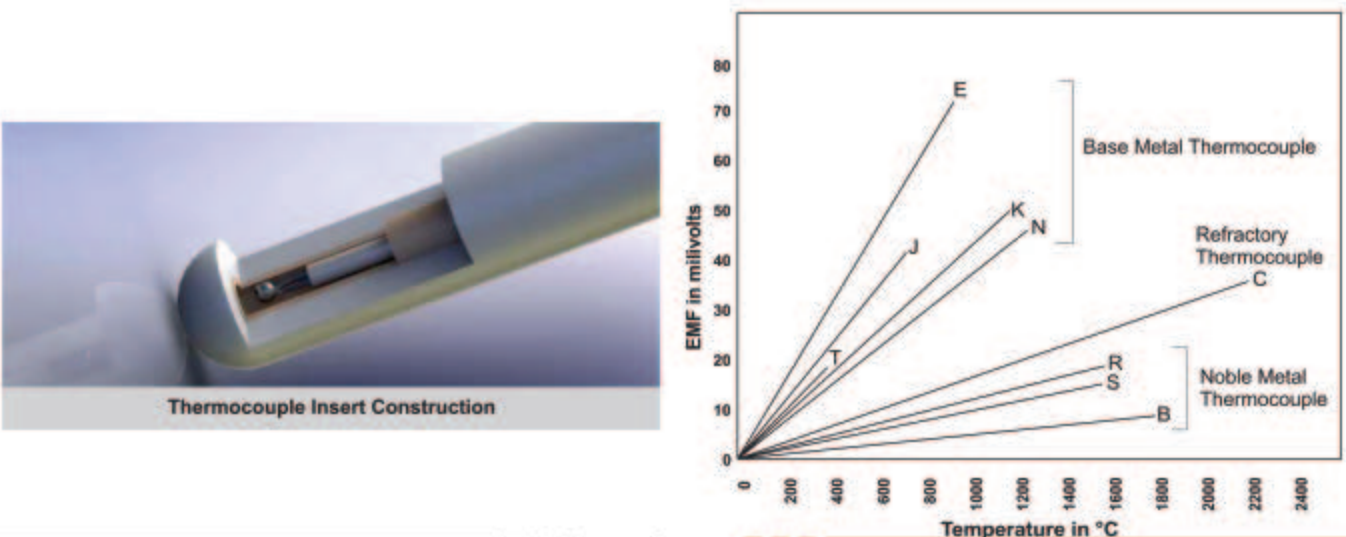 Thermocouple Insert Construction
EMF in milivolts
80
70
60
50
40
30
20
10
0
E
J
K
N
T
C
R
S
B
Base Metal Thermocouple
Refractory
Thermocouple
Noble Metal
Thermocouple
0 200 400 600 800 1000 1200 1400 1600 1800 2000 2200 2400
Temperature in °C